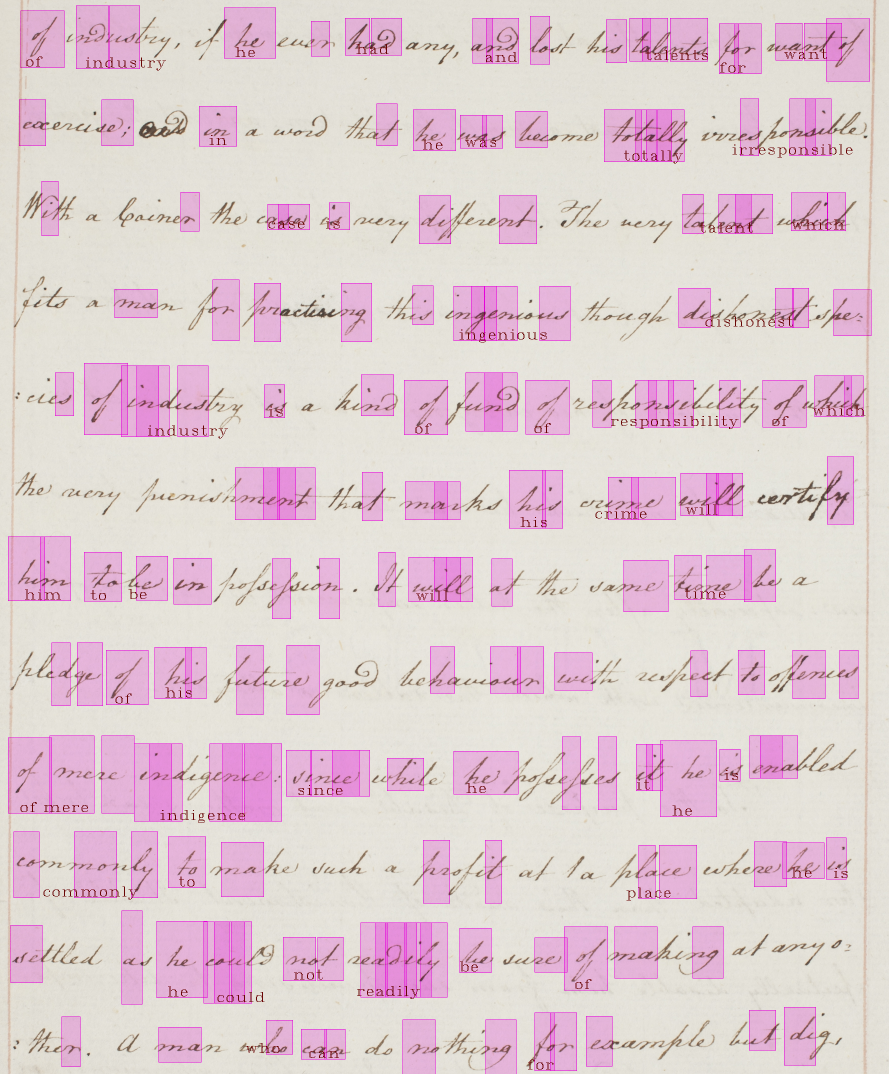 of industry, if he ever had any, and lost his talents for want of
exercise; and in a word that he was become totally irresponsible.
With a Coiner the case is very different. The very talent which
fits a man for practising this ingenious though dishonest spe:
:cies of industry is a kind of fund of responsibility of which
the very penishment that marks his crime will certify
him to be in possession. It will at the same time be a
pledge of his future good behaviour with respect to offences
of mere indigence: since while he possesses it he is enabled
commonly to make such a profit at 1a place where he is
settled as he could not readily be sure of making at any o:
:ther. A man who can do nothing for example but dig,